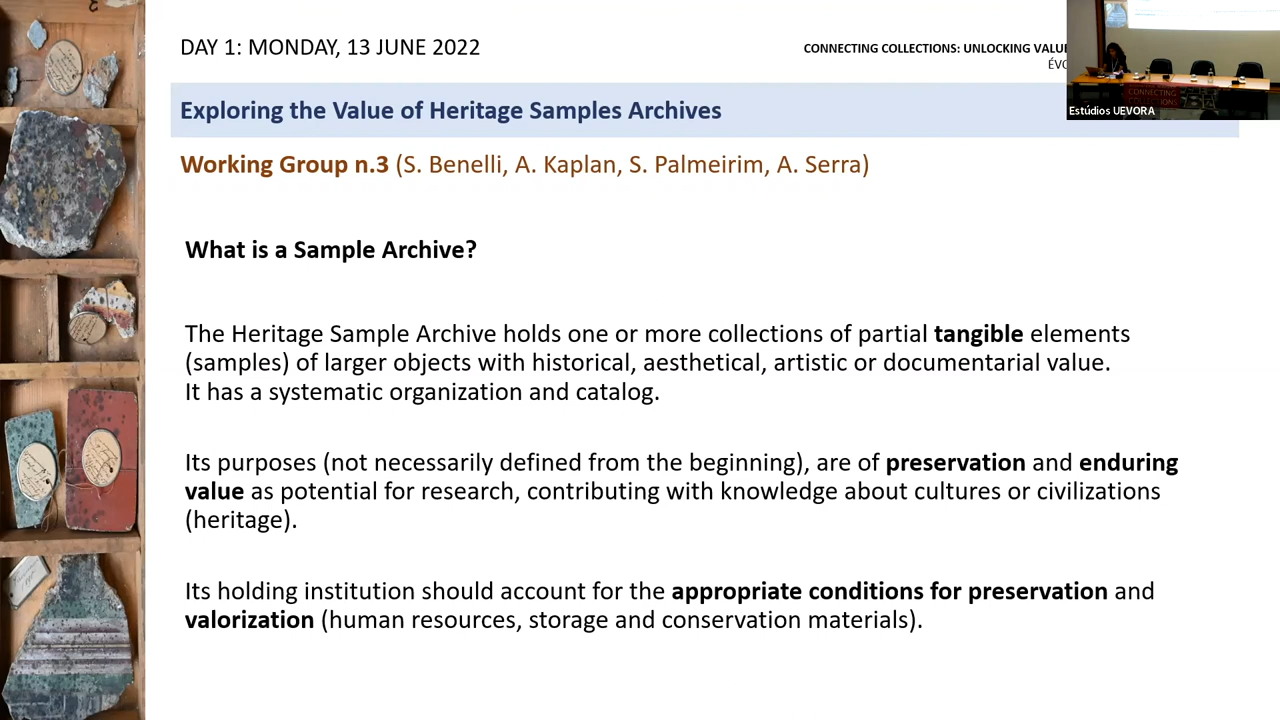 DAY 1: MONDAY, 13 JUNE 2022
CONNECTING COLLECTIONS: UNLOCKING
Estúdios UEVORA
CONNECTING
Exploring the Value of Heritage Samples Archives
Working Group n.3 (S. Benelli, A. Kaplan, S. Palmeirim, A. Serra)
What is a Sample Archive?
The Heritage Sample Archive holds one or more collections of partial tangible elements
(samples) of larger objects with historical, aesthetical, artistic or documentarial value.
It has a systematic organization and catalog.
Its purposes (not necessarily defined from the beginning), are of preservation and enduring
value as potential for research, contributing with knowledge about cultures or civilizations
(heritage).
Its holding institution should account for the appropriate conditions for preservation and
valorization (human resources, storage and conservation materials).